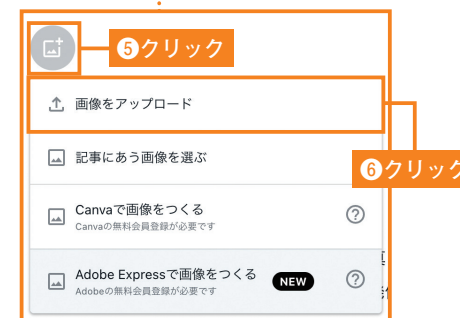 ❺クリック
画像をアップロード
記事にあう画像を選ぶ
❻クリック
Canvaで画像をつくる
Canvaの無料会員登録が必要です
Adobe Expressで画像をつくる
NEW
Adobeの無料会員登録が必要です